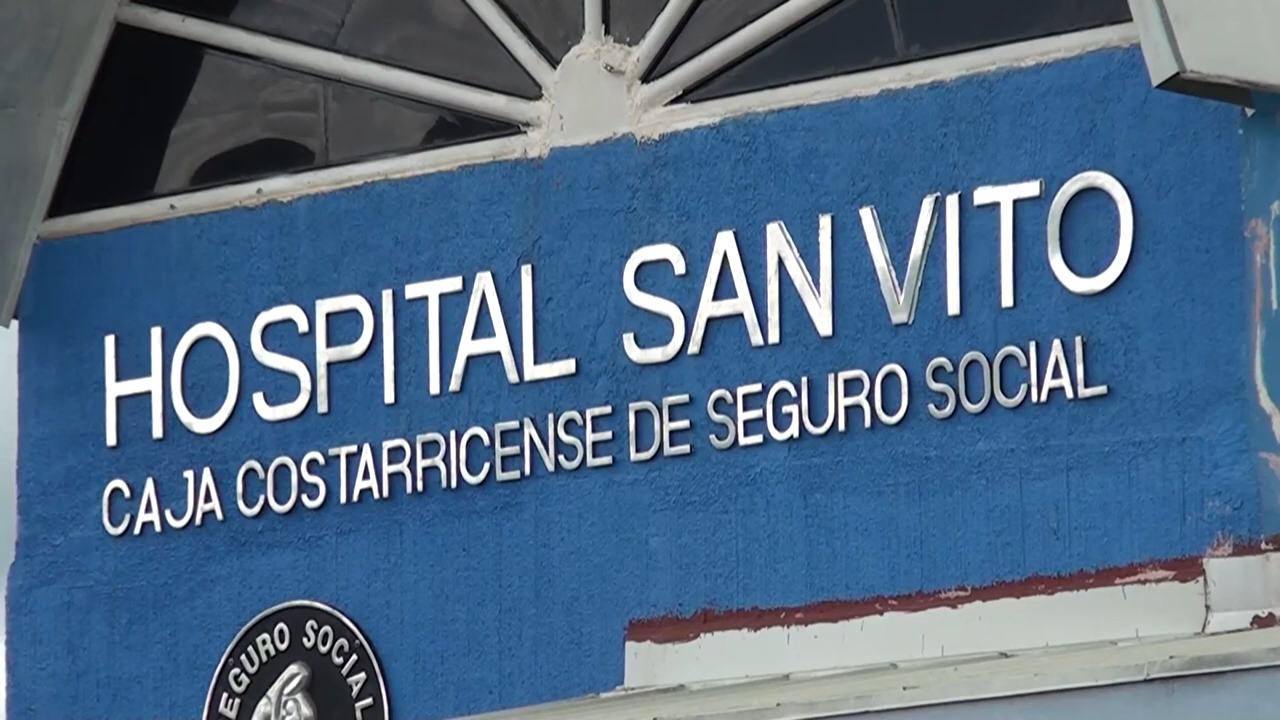 HOSPITAL SAN VITO
CAJA COSTARRICENSE DE SEGURO SOCIAL
SEGURO SOCIAL